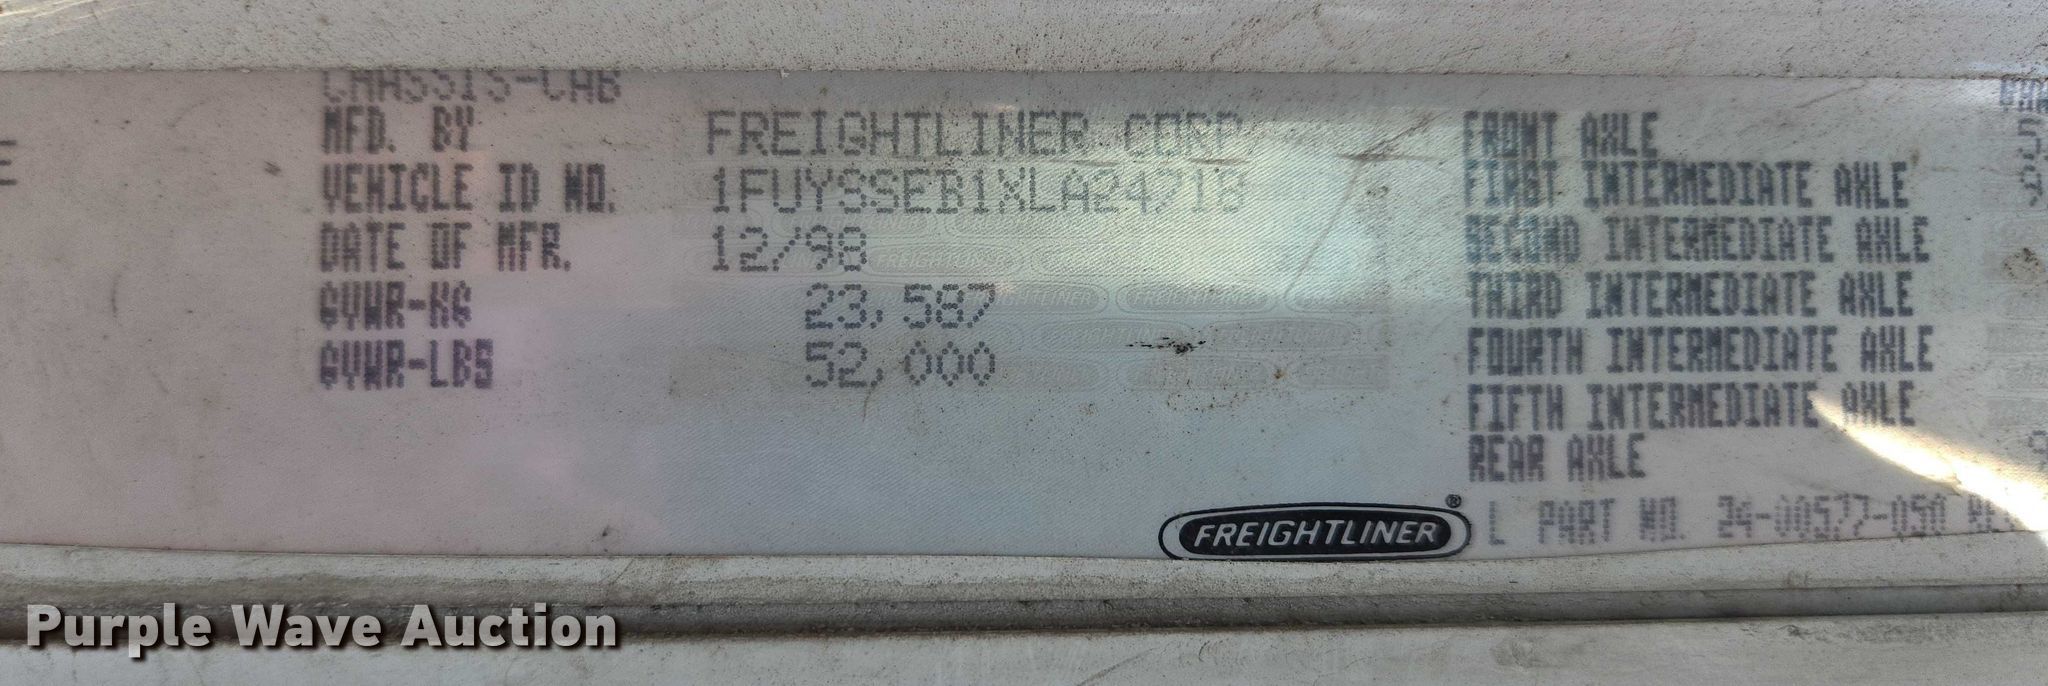 CHASSIS-CAB
MFD. BY FREIGHTLINER CORP
VEHICLE ID NO. 1FUYSSEB1XLA24713
DATE OF MFR. 12/98
GVWR-KG 23,587
GVWR-LBS 52,000
FRONT AXLE
FIRST INTERMEDIATE AXLE
SECOND INTERMEDIATE AXLE
THIRD INTERMEDIATE AXLE
FOURTH INTERMEDIATE AXLE
FIFTH INTERMEDIATE AXLE
REAR AXLE
FREIGHTLINER®
L PART NO. 24-00577-050
Purple Wave Auction